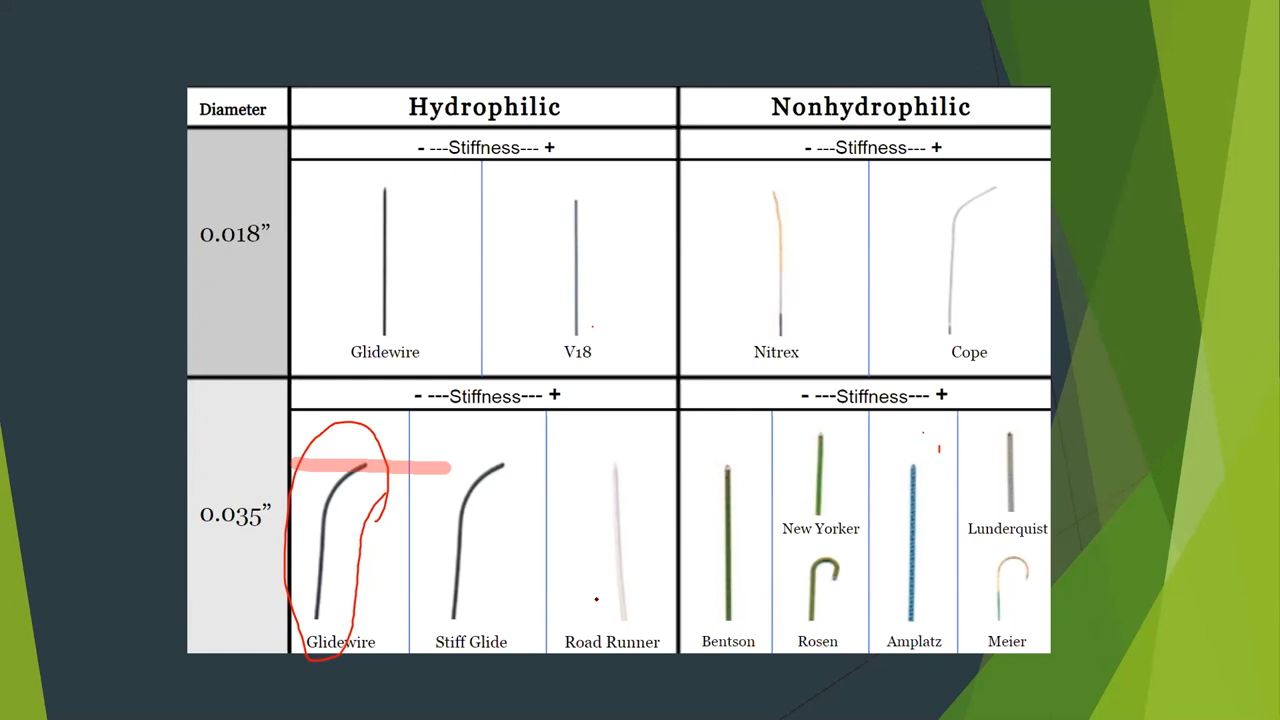 Diameter Hydrophilic Nonhydrophilic
- ---Stiffness--- + - ---Stiffness--- +
0.018”
Glidewire V18 Nitrex Cope
- ---Stiffness--- + - ---Stiffness--- +
0.035”
New Yorker Lunderquist
Glidewire Stiff Glide Road Runner Bentson Rosen Amplatz Meier